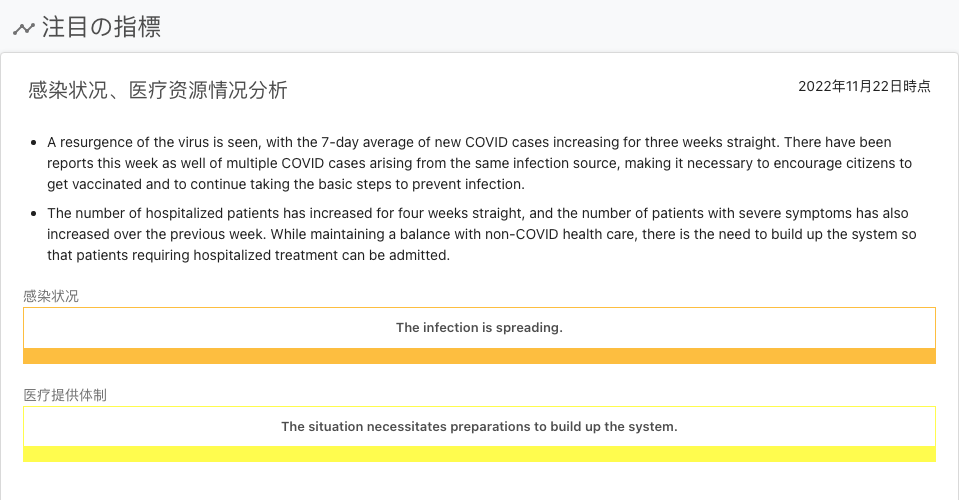 注目の指標
感染状况、医疗资源情况分析
2022年11月22日時点
A resurgence of the virus is seen, with the 7-day average of new COVID cases increasing for three weeks straight. There have been
reports this week as well of multiple COVID cases arising from the same infection source, making it necessary to encourage citizens to
get vaccinated and to continue taking the basic steps to prevent infection.
The number of hospitalized patients has increased for four weeks straight, and the number of patients with severe symptoms has also
increased over the previous week. While maintaining a balance with non-COVID health care, there is the need to build up the system so
that patients requiring hospitalized treatment can be admitted.
感染状况
The infection is spreading.
医疗提供体制
The situation necessitates preparations to build up the system.